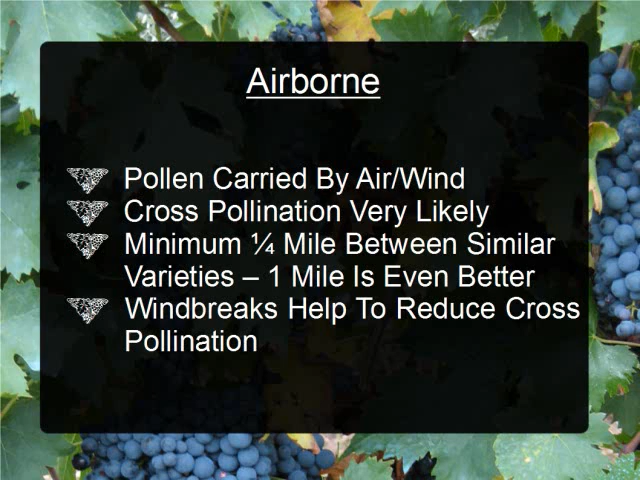 Airborne
Pollen Carried By Air/Wind
Cross Pollination Very Likely
Minimum ¼ Mile Between Similar
Varieties – 1 Mile Is Even Better
Windbreaks Help To Reduce Cross
Pollination